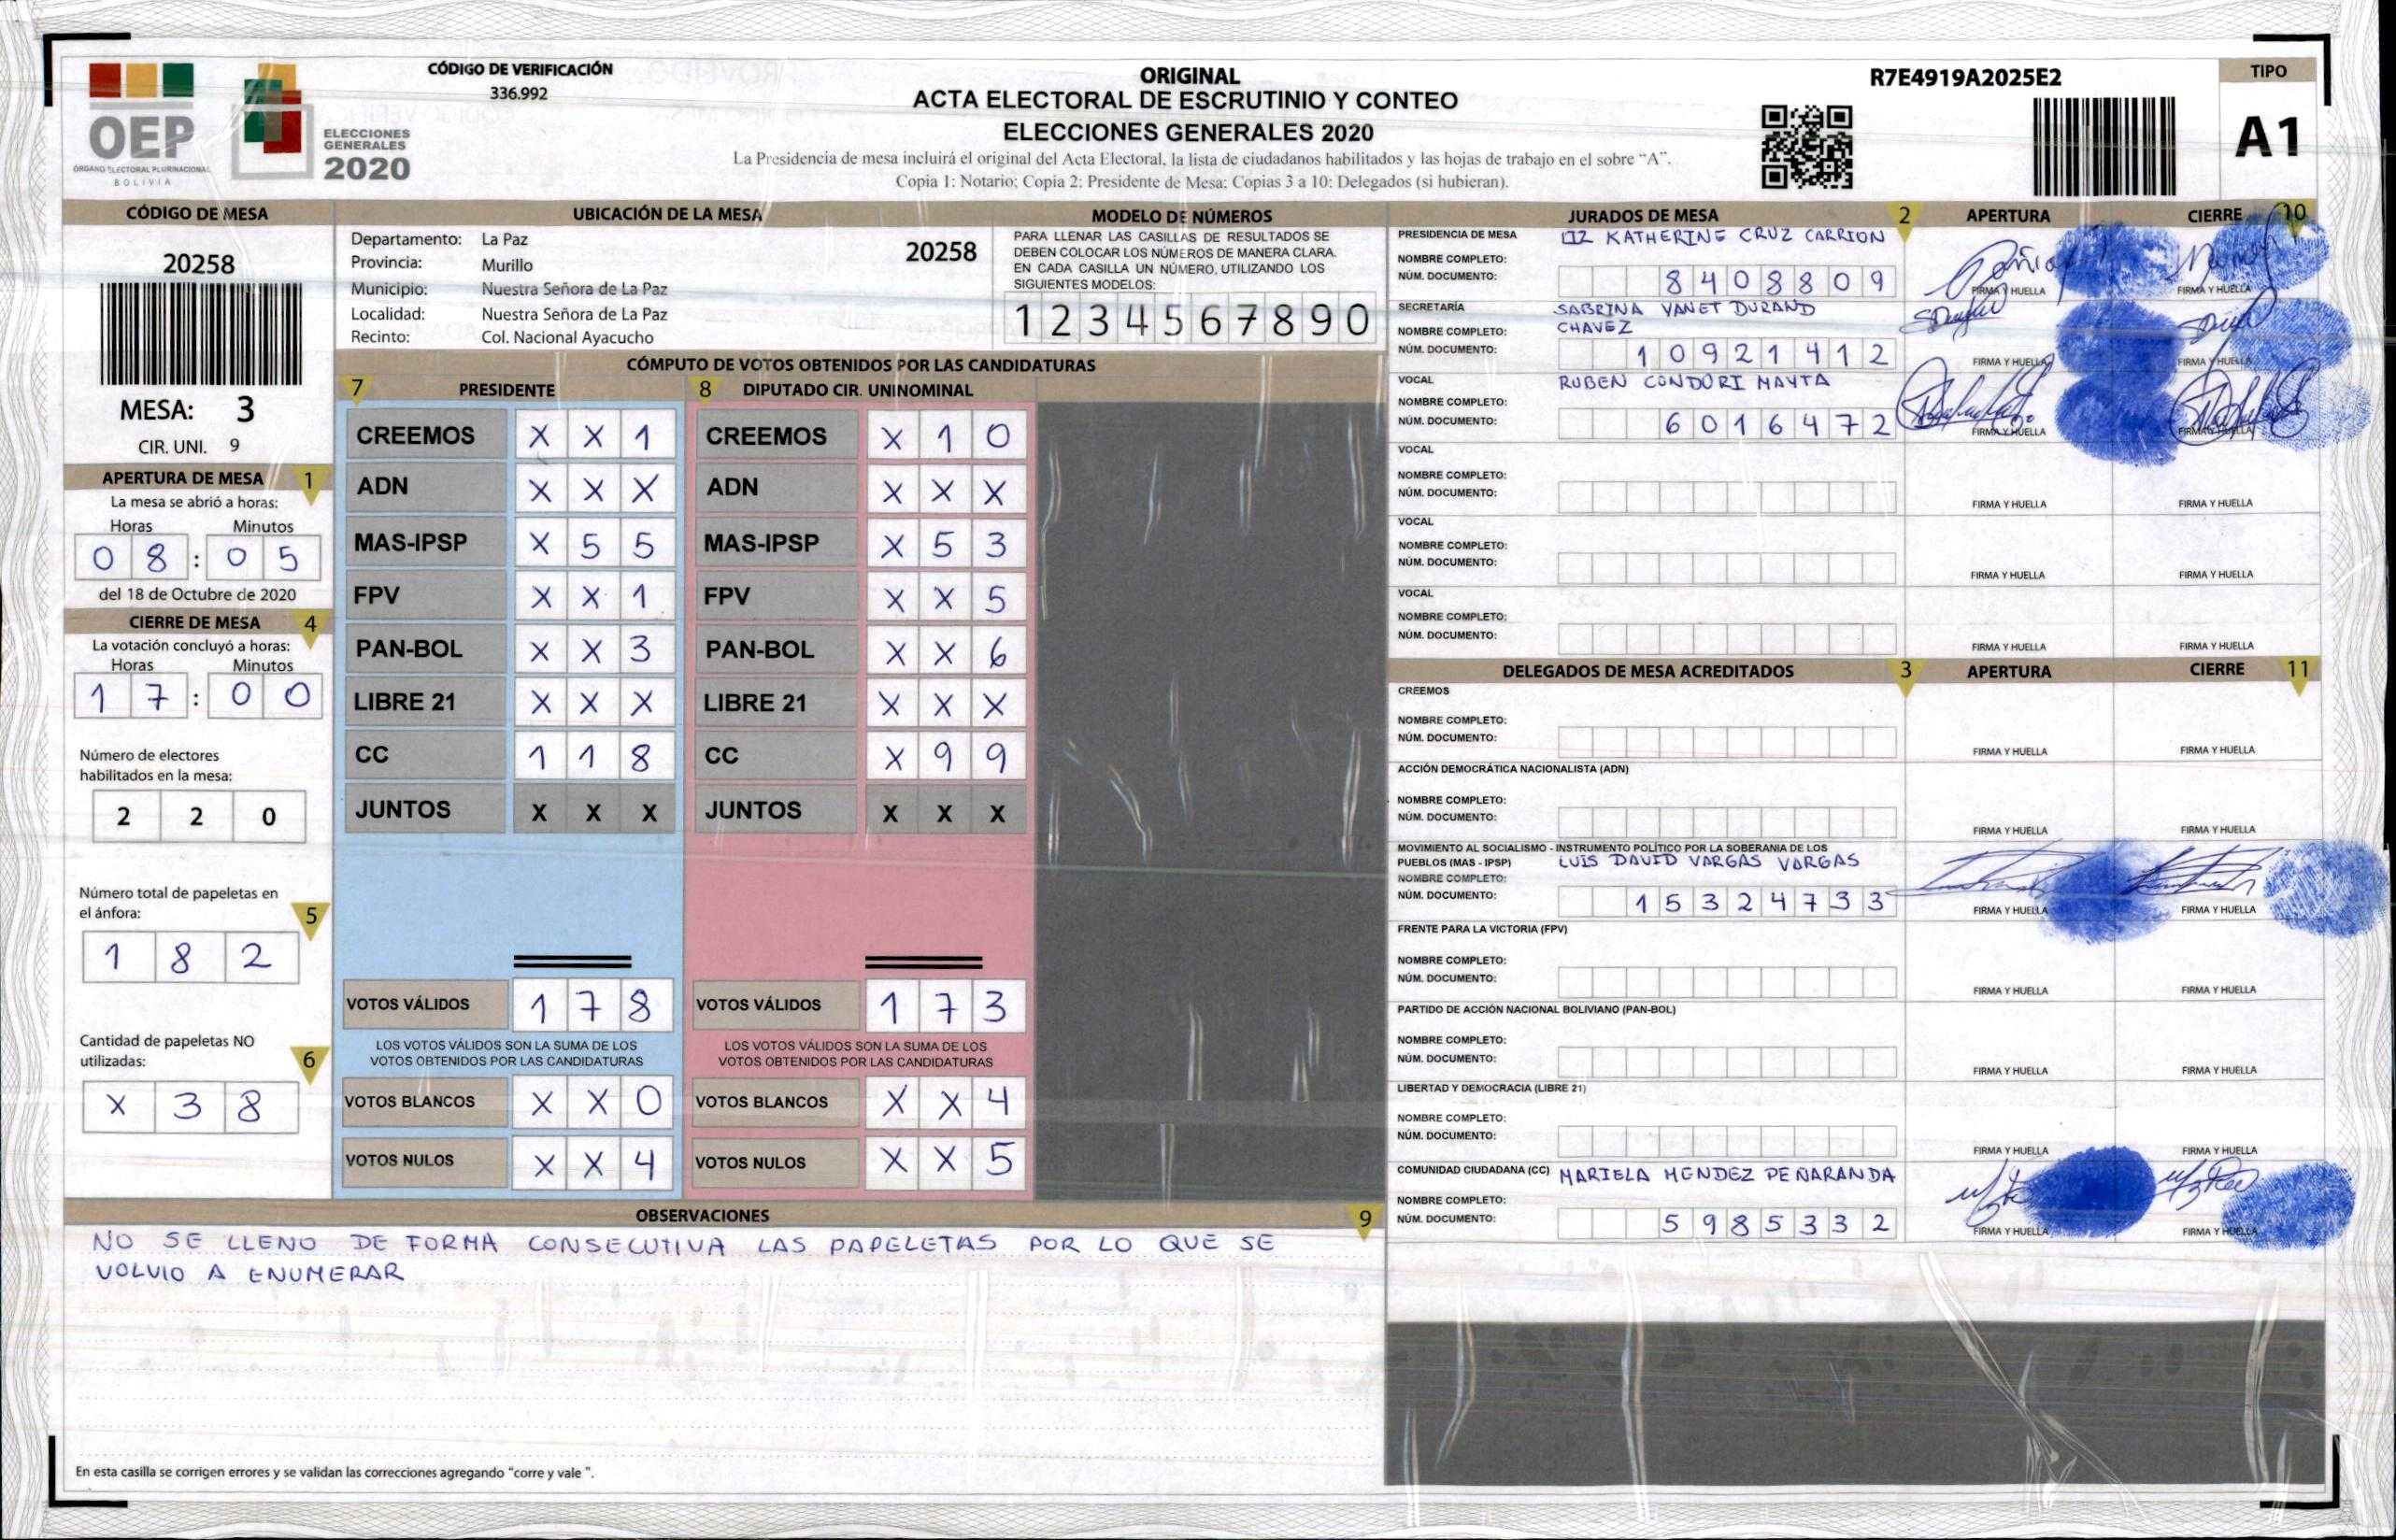 OEP
ÓRGANO ELECTORAL PLURINACIONAL
BOLIVIA
ELECCIONES
GENERALES
2020
CÓDIGO DE VERIFICACIÓN
336.992
ORIGINAL
ACTA ELECTORAL DE ESCRUTINIO Y CONTEO
ELECCIONES GENERALES 2020
La Presidencia de mesa incluirá el original del Acta Electoral, la lista de ciudadanos habilitados y las hojas de trabajo en el sobre "A".
Copia 1: Notario; Copia 2: Presidente de Mesa; Copias 3 a 10: Delegados (si hubieran).
R7E4919A2025E2
TIPO
A1
CÓDIGO DE MESA
20258
MESA: 3
CIR. UNI. 9
APERTURA DE MESA 1
La mesa se abrió a horas:
Horas Minutos
0 8 : 0 5
del 18 de Octubre de 2020
CIERRE DE MESA 4
La votación concluyó a horas:
Horas Minutos
1 7 : 0 0
Número de electores
habilitados en la mesa:
2 2 0
Número total de papeletas en
el ánfora: 5
1 8 2
Cantidad de papeletas NO
utilizadas: 6
X 3 8
UBICACIÓN DE LA MESA
Departamento: La Paz 20258
Provincia: Murillo
Municipio: Nuestra Señora de La Paz
Localidad: Nuestra Señora de La Paz
Recinto: Col. Nacional Ayacucho
MODELO DE NÚMEROS
PARA LLENAR LAS CASILLAS DE RESULTADOS SE
DEBEN COLOCAR LOS NÚMEROS DE MANERA CLARA.
EN CADA CASILLA UN NÚMERO, UTILIZANDO LOS
SIGUIENTES MODELOS:
1 2 3 4 5 6 7 8 9 0
CÓMPUTO DE VOTOS OBTENIDOS POR LAS CANDIDATURAS
7 PRESIDENTE 8 DIPUTADO CIR. UNINOMINAL
CREEMOS X X 1 CREEMOS X 1 0
ADN X X X ADN X X X
MAS-IPSP X 5 5 MAS-IPSP X 5 3
FPV X X 1 FPV X X 5
PAN-BOL X X 3 PAN-BOL X X 6
LIBRE 21 X X X LIBRE 21 X X X
CC 1 1 8 CC X 9 9
JUNTOS X X X JUNTOS X X X
VOTOS VÁLIDOS 1 7 8 VOTOS VÁLIDOS 1 7 3
LOS VOTOS VÁLIDOS SON LA SUMA DE LOS LOS VOTOS VÁLIDOS SON LA SUMA DE LOS
VOTOS OBTENIDOS POR LAS CANDIDATURAS VOTOS OBTENIDOS POR LAS CANDIDATURAS
VOTOS BLANCOS X X 0 VOTOS BLANCOS X X 4
VOTOS NULOS X X 4 VOTOS NULOS X X 5
OBSERVACIONES 9
NO SE LLENO DE FORMA CONSECUTIVA LAS PAPELETAS POR LO QUE SE
VOLVIO A ENUMERAR
En esta casilla se corrigen errores y se validan las correcciones agregando "corre y vale ".
JURADOS DE MESA 2 APERTURA CIERRE 10
PRESIDENCIA DE MESA LIZ KATHERINE CRUZ CARRION
NOMBRE COMPLETO:
NÚM. DOCUMENTO: 8 4 0 8 8 0 9 FIRMA Y HUELLA FIRMA Y HUELLA
SECRETARÍA SABRINA YANET DURAND
NOMBRE COMPLETO: CHAVEZ
NÚM. DOCUMENTO: 1 0 9 2 1 4 1 2 FIRMA Y HUELLA FIRMA Y HUELLA
VOCAL RUBEN CONDORI MAYTA
NOMBRE COMPLETO:
NÚM. DOCUMENTO: 6 0 1 6 4 7 2 FIRMA Y HUELLA FIRMA Y HUELLA
VOCAL
NOMBRE COMPLETO:
NÚM. DOCUMENTO: FIRMA Y HUELLA FIRMA Y HUELLA
VOCAL
NOMBRE COMPLETO:
NÚM. DOCUMENTO: FIRMA Y HUELLA FIRMA Y HUELLA
VOCAL
NOMBRE COMPLETO:
NÚM. DOCUMENTO: FIRMA Y HUELLA FIRMA Y HUELLA
DELEGADOS DE MESA ACREDITADOS 3 APERTURA CIERRE 11
CREEMOS
NOMBRE COMPLETO:
NÚM. DOCUMENTO: FIRMA Y HUELLA FIRMA Y HUELLA
ACCIÓN DEMOCRÁTICA NACIONALISTA (ADN)
NOMBRE COMPLETO:
NÚM. DOCUMENTO: FIRMA Y HUELLA FIRMA Y HUELLA
MOVIMIENTO AL SOCIALISMO - INSTRUMENTO POLÍTICO POR LA SOBERANIA DE LOS
PUEBLOS (MAS - IPSP) LUIS DAVID VARGAS VARGAS
NOMBRE COMPLETO:
NÚM. DOCUMENTO: 1 5 3 2 4 7 3 3 FIRMA Y HUELLA FIRMA Y HUELLA
FRENTE PARA LA VICTORIA (FPV)
NOMBRE COMPLETO:
NÚM. DOCUMENTO: FIRMA Y HUELLA FIRMA Y HUELLA
PARTIDO DE ACCIÓN NACIONAL BOLIVIANO (PAN-BOL)
NOMBRE COMPLETO:
NÚM. DOCUMENTO: FIRMA Y HUELLA FIRMA Y HUELLA
LIBERTAD Y DEMOCRACIA (LIBRE 21)
NOMBRE COMPLETO:
NÚM. DOCUMENTO: FIRMA Y HUELLA FIRMA Y HUELLA
COMUNIDAD CIUDADANA (CC) MARIELA MENDEZ PEÑARANDA
NOMBRE COMPLETO:
NÚM. DOCUMENTO: 5 9 8 5 3 3 2 FIRMA Y HUELLA FIRMA Y HUELLA